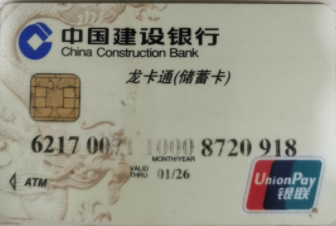 中国建设银行
China Construction Bank
龙卡通(储蓄卡)
6217 1000 8720 918
MONTH/YEAR
VALID THRU 01/26
ATM
UnionPay
银联